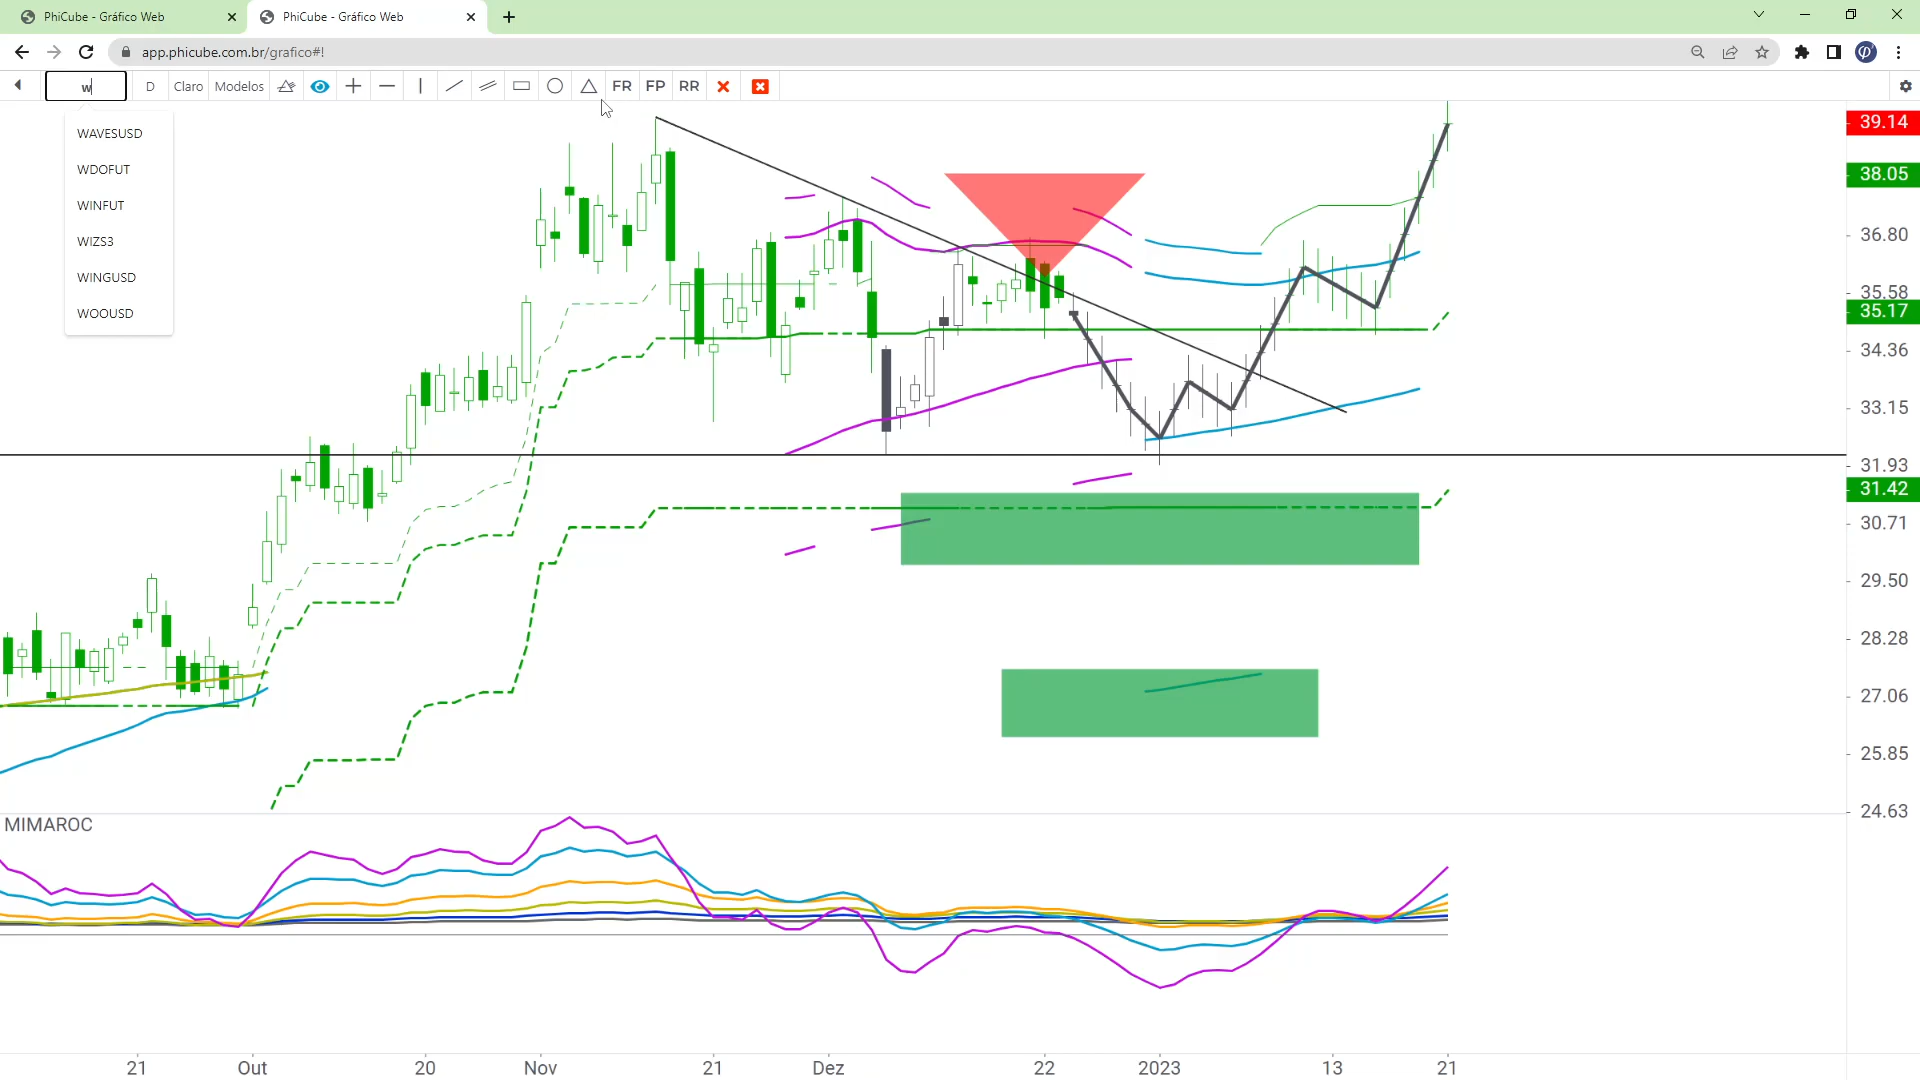 PhiCube - Gráfico Web
PhiCube - Gráfico Web
app.phicube.com.br/grafico#!
w D Claro Modelos FR FP RR
WAVESUSD
WDOFUT
WINFUT
WIZS3
WINGUSD
WOOUSD
39.14
38.05
36.80
35.58
35.17
34.36
33.15
31.93
31.42
30.71
29.50
28.28
27.06
25.85
24.63
MIMAROC
21 Out 20 Nov 21 Dez 22 2023 13 21